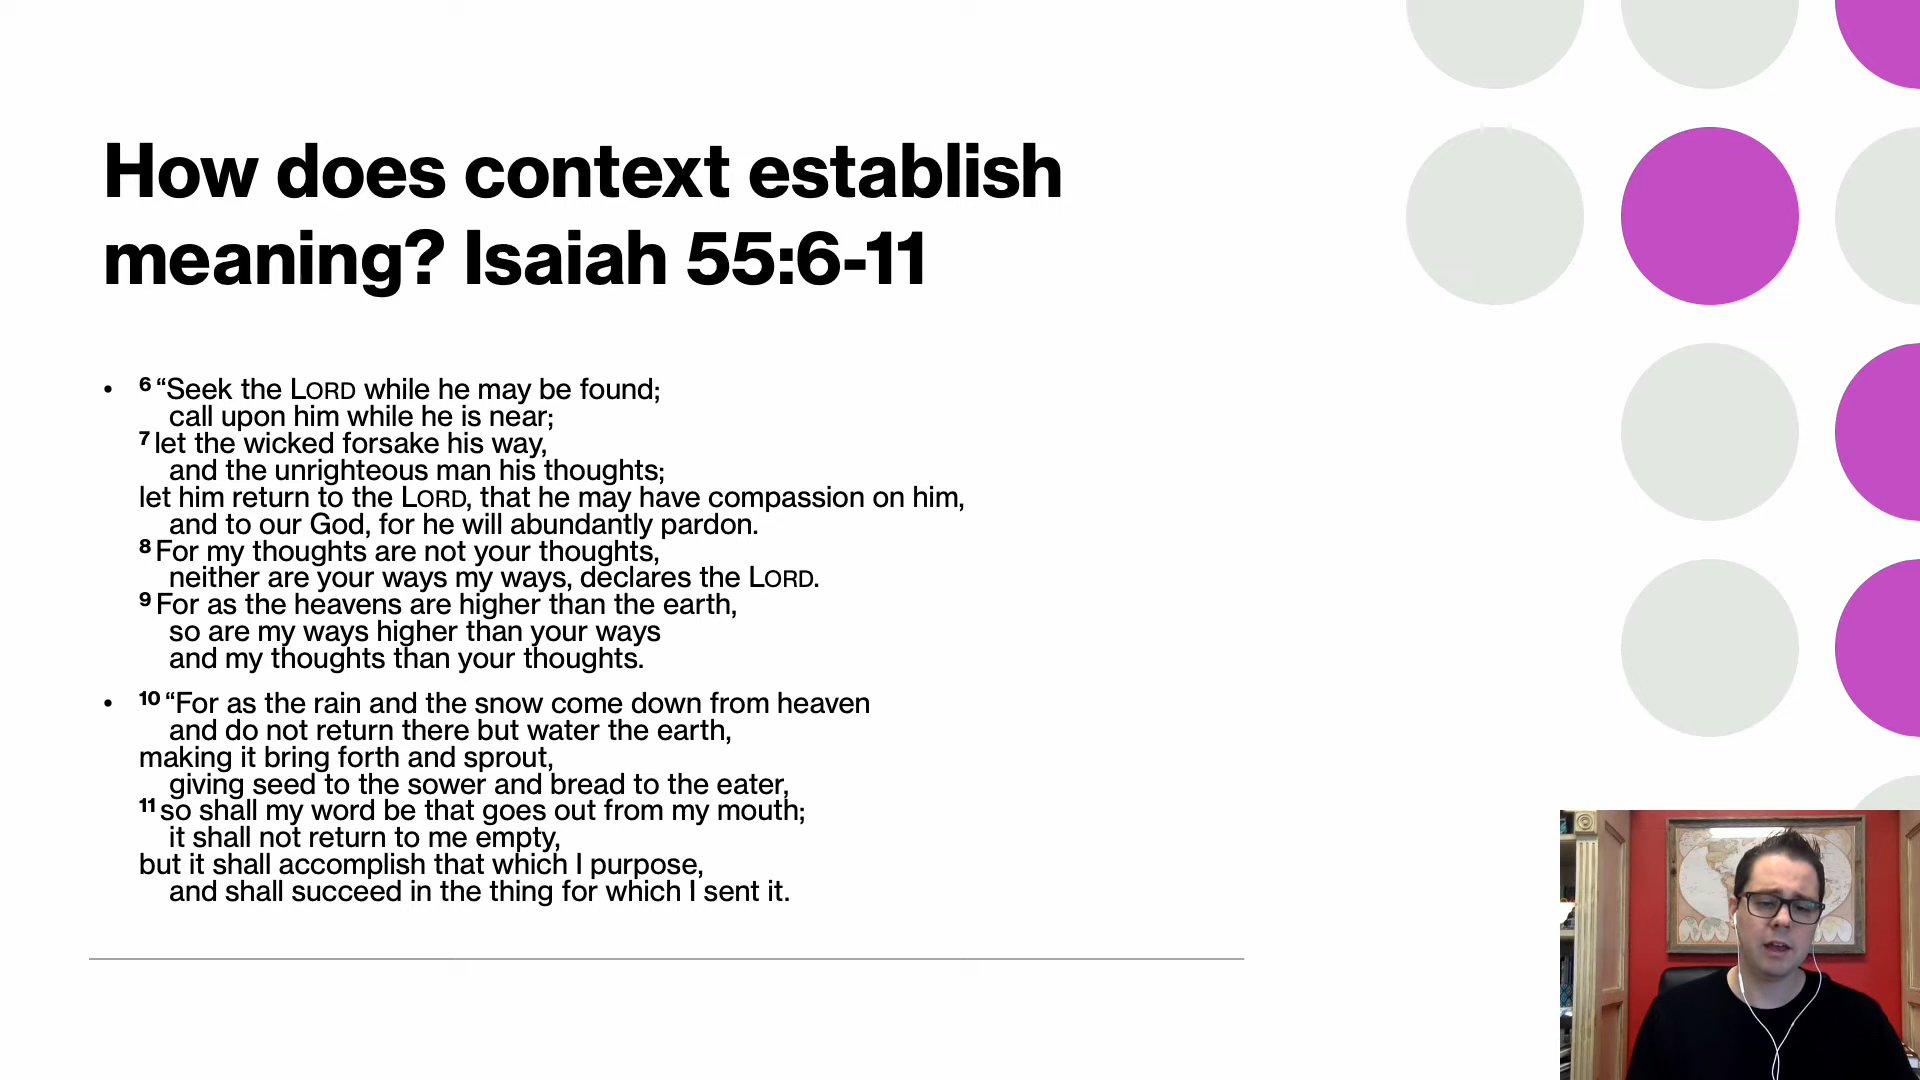 How does context establish
meaning? Isaiah 55:6-11
• 6 “Seek the LORD while he may be found;
call upon him while he is near;
7 let the wicked forsake his way,
and the unrighteous man his thoughts;
let him return to the LORD, that he may have compassion on him,
and to our God, for he will abundantly pardon.
8 For my thoughts are not your thoughts,
neither are your ways my ways, declares the LORD.
9 For as the heavens are higher than the earth,
so are my ways higher than your ways
and my thoughts than your thoughts.
• 10 “For as the rain and the snow come down from heaven
and do not return there but water the earth,
making it bring forth and sprout,
giving seed to the sower and bread to the eater,
11 so shall my word be that goes out from my mouth;
it shall not return to me empty,
but it shall accomplish that which I purpose,
and shall succeed in the thing for which I sent it.